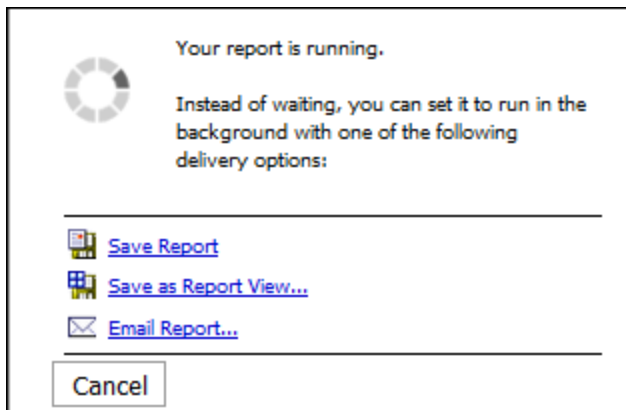 Your report is running.
Instead of waiting, you can set it to run in the
background with one of the following
delivery options:
Save Report
Save as Report View...
Email Report...
Cancel